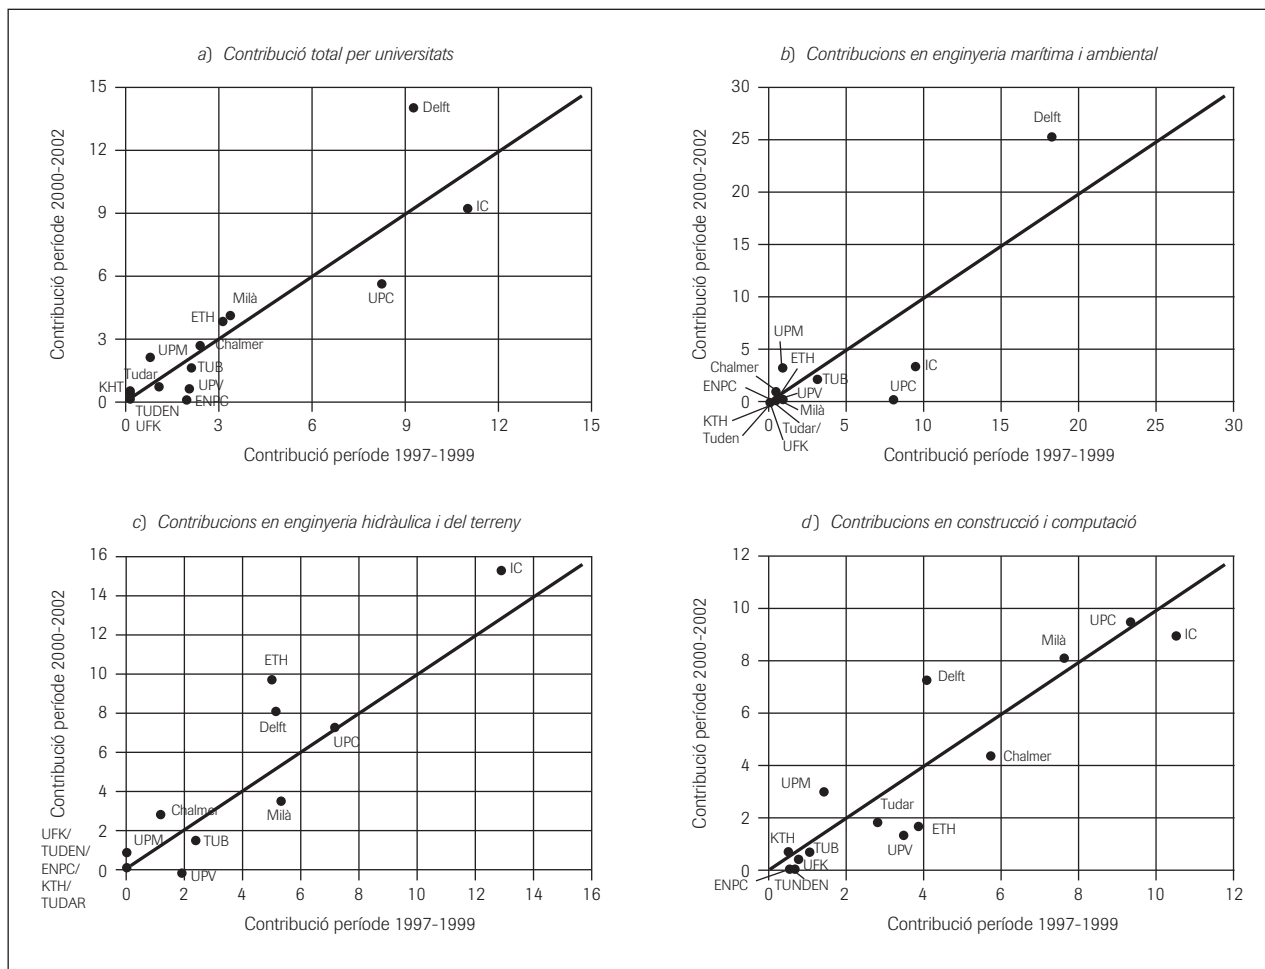 a) Contribució total per universitats
Contribució període 2000-2002
15
12
9
6
3
0
Delft
IC
UPC
Milà
ETH
Chalmer
UPM
TUB
Tudar
UPV
KHT
ENPC
TUDEN
UFK
0 3 6 9 12 15
Contribució període 1997-1999
b) Contribucions en enginyeria marítima i ambiental
Contribució període 2000-2002
30
25
20
15
10
5
0
Delft
UPM
ETH
Chalmer
IC
TUB
ENPC
UPC
UPV
Milà
KTH
Tudar/
Tuden
UFK
0 5 10 15 20 25 30
Contribució període 1997-1999
c) Contribucions en enginyeria hidràulica i del terreny
Contribució període 2000-2002
16
14
12
10
8
6
4
2
0
IC
ETH
Delft
UPC
Milà
Chalmer
UPM
TUB
UPV
UFK/
TUDEN/
ENPC/
KTH/
TUDAR
0 2 4 6 8 10 12 14 16
Contribució període 1997-1999
d) Contribucions en construcció i computació
Contribució període 2000-2002
12
10
8
6
4
2
0
UPC
IC
Milà
Delft
Chalmer
UPM
Tudar
ETH
UPV
KTH
TUB
UFK
ENPC
TUNDEN
0 2 4 6 8 10 12
Contribució període 1997-1999